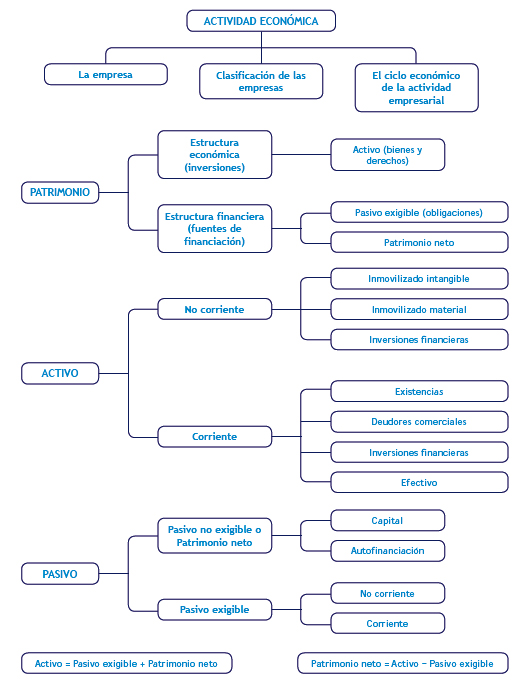 ACTIVIDAD ECONÓMICA
La empresa
Clasificación de las
empresas
El ciclo económico
de la actividad
empresarial
PATRIMONIO
Estructura
económica
(inversiones)
Activo (bienes y
derechos)
Estructura financiera
(fuentes de
financiación)
Pasivo exigible (obligaciones)
Patrimonio neto
ACTIVO
No corriente
Inmovilizado intangible
Inmovilizado material
Inversiones financieras
Corriente
Existencias
Deudores comerciales
Inversiones financieras
Efectivo
PASIVO
Pasivo no exigible o
Patrimonio neto
Capital
Autofinanciación
Pasivo exigible
No corriente
Corriente
Activo = Pasivo exigible + Patrimonio neto
Patrimonio neto = Activo – Pasivo exigible